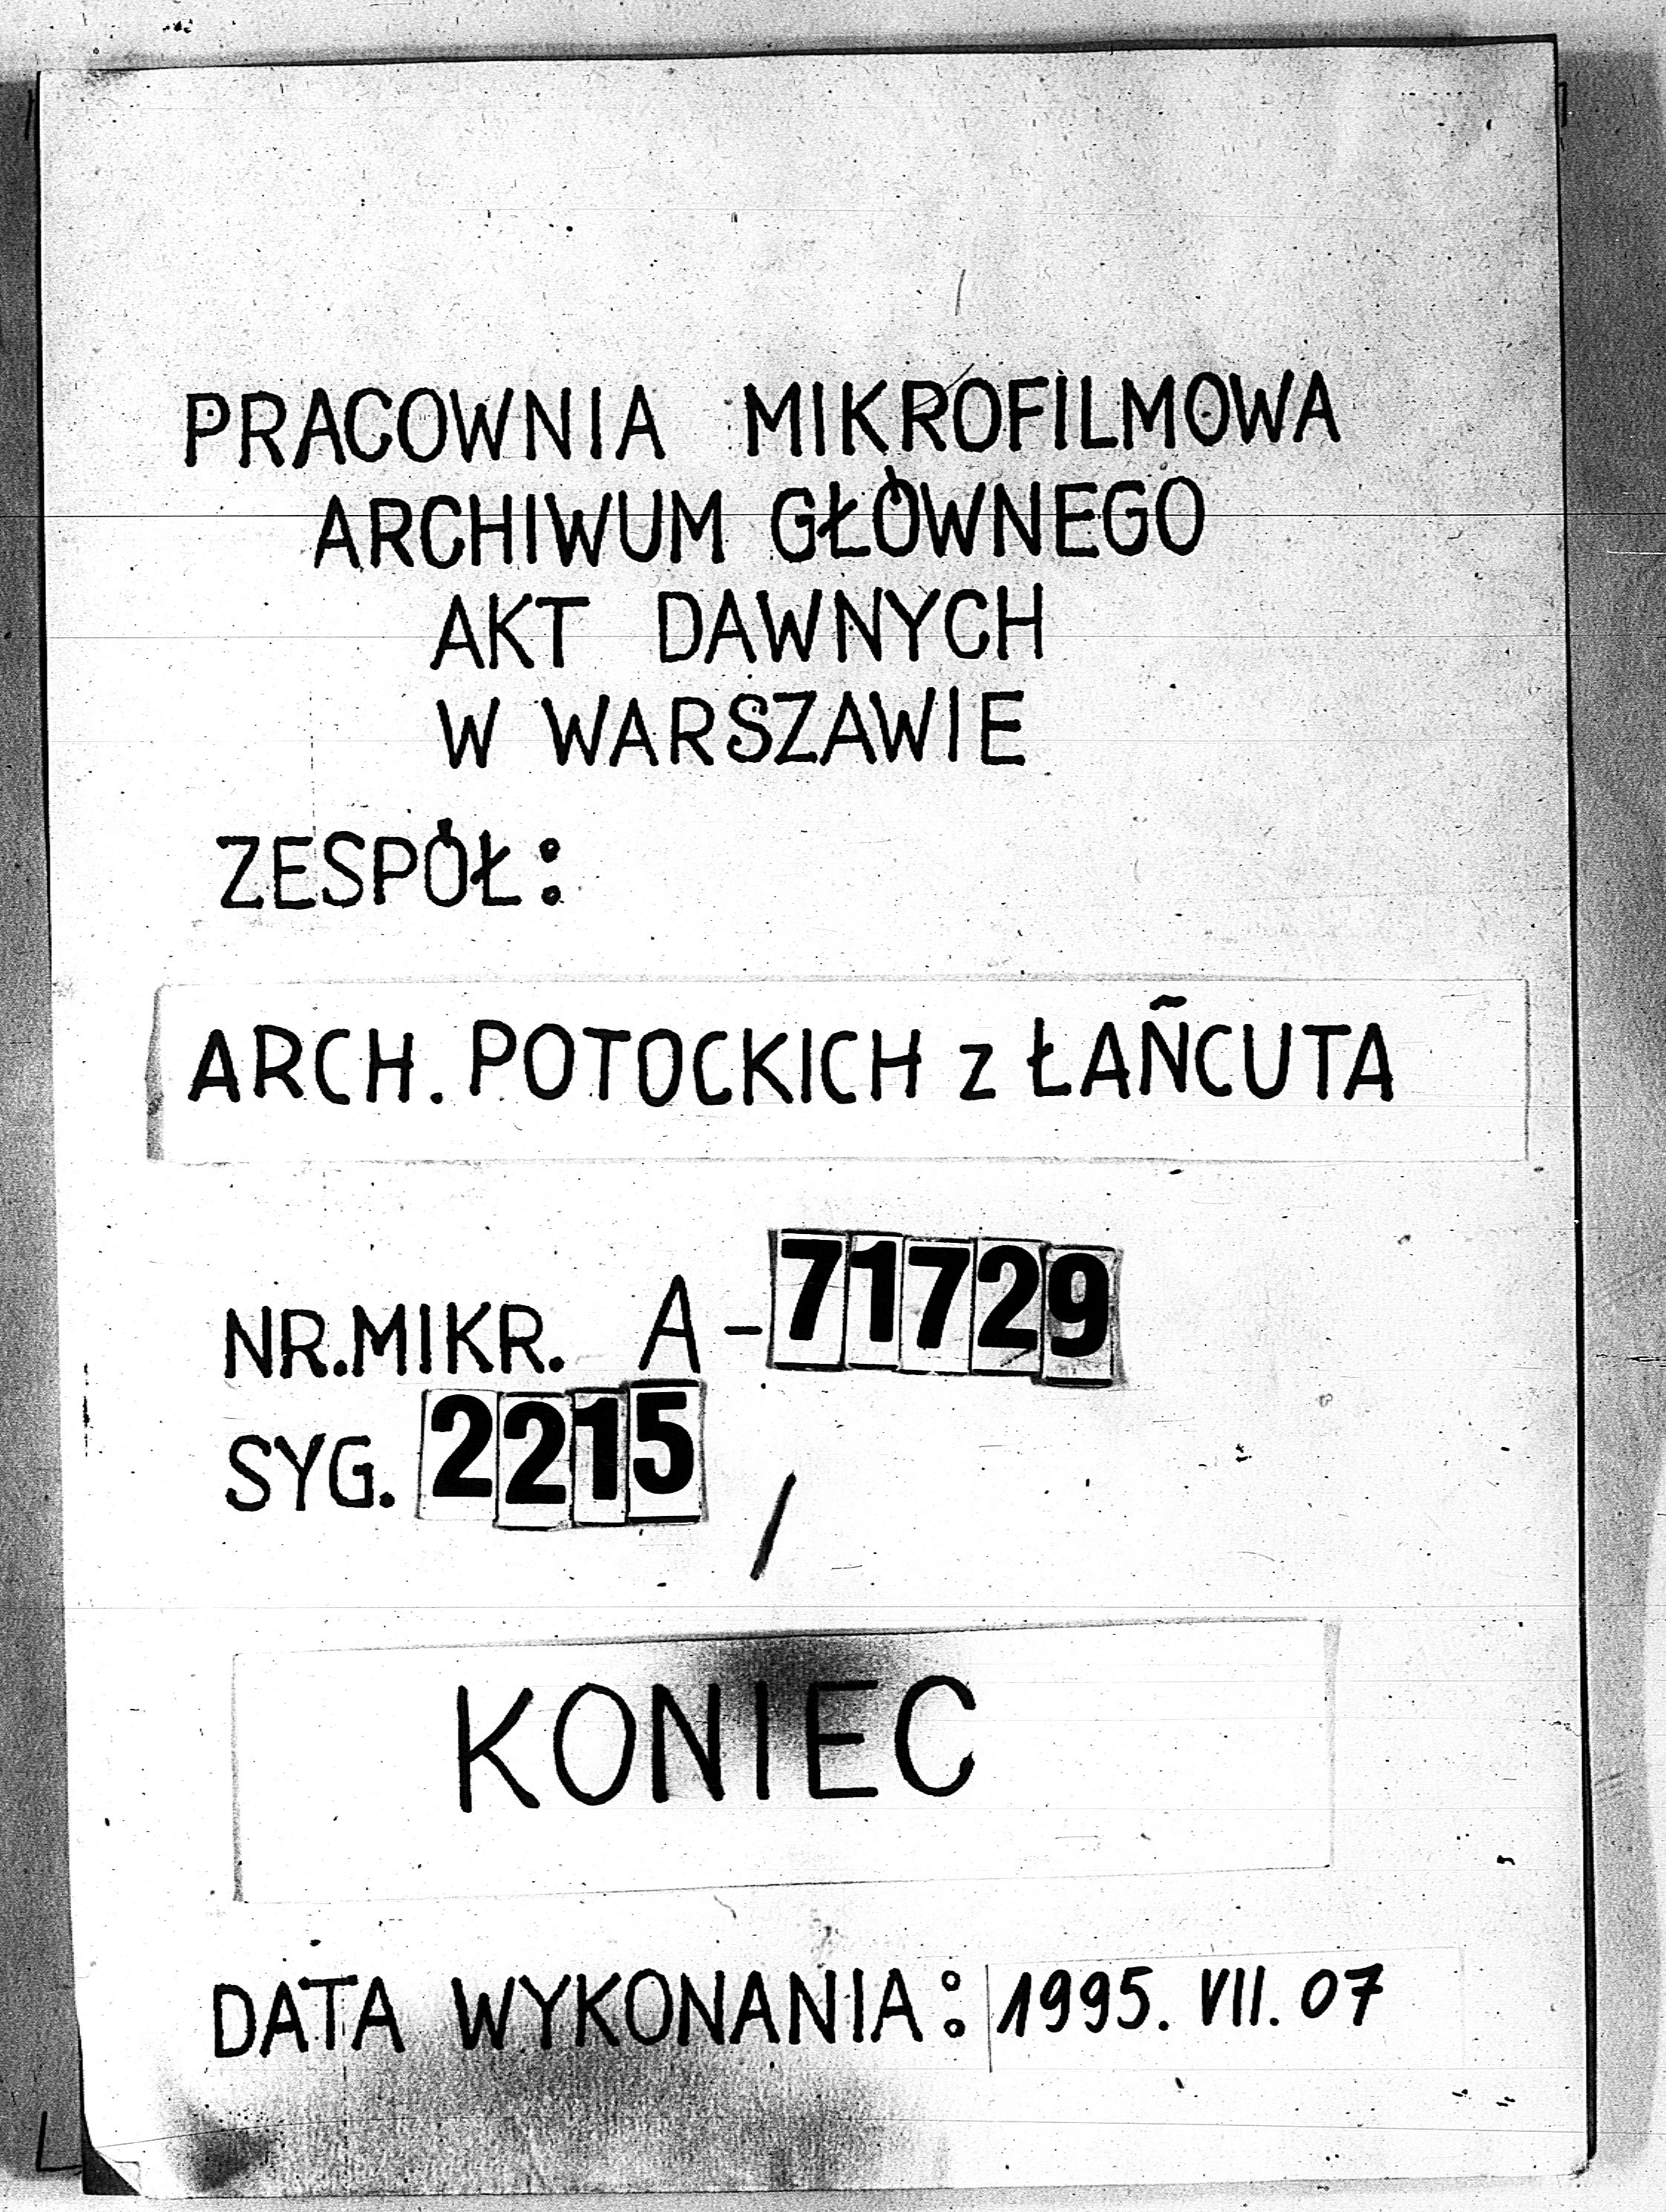 PRACOWNIA MIKROFILMOWA
ARCHIWUM GŁÓWNEGO
AKT DAWNYCH
W WARSZAWIE
ZESPÓŁ:
ARCH. POTOCKICH z ŁAŃCUTA
NR.MIKR. A-71729
SYG. 2215 /
KONIEC
DATA WYKONANIA: 1995. VII. 07